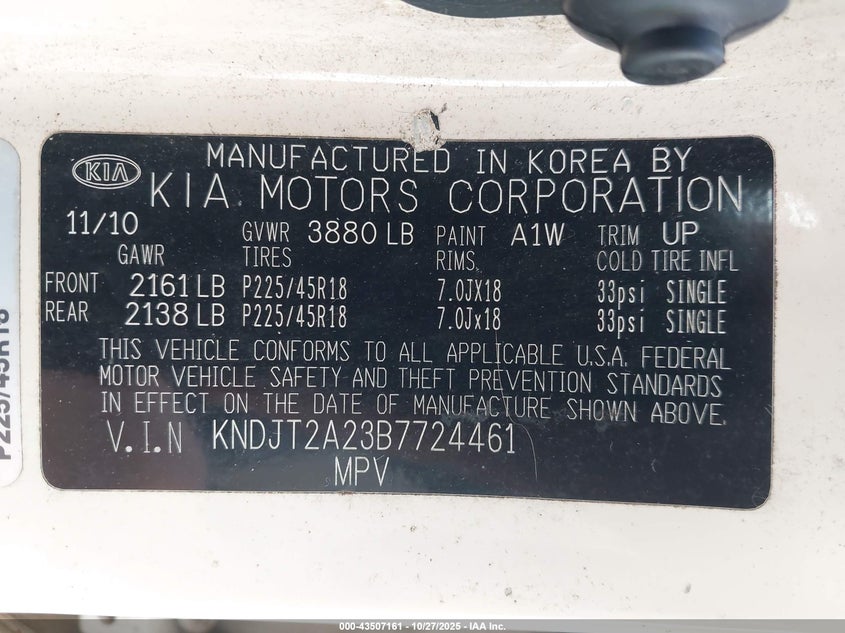 MANUFACTURED IN KOREA BY
KIA KIA MOTORS CORPORATION
11/10 GVWR 3880 LB PAINT A1W TRIM UP
GAWR TIRES RIMS. COLD TIRE INFL
FRONT 2161 LB P225/45R18 7.0JX18 33psi SINGLE
REAR 2138 LB P225/45R18 7.0Jx18 33psi SINGLE
THIS VEHICLE CONFORMS TO ALL APPLICABLE U.S.A. FEDERAL
MOTOR VEHICLE SAFETY AND THEFT PREVENTION STANDARDS
IN EFFECT ON THE DATE OF MANUFACTURE SHOWN ABOVE.
V.I.N KNDJT2A23B7724461
MPV
P225/45R18
000-43507161 - 10/27/2025 - IAA Inc.